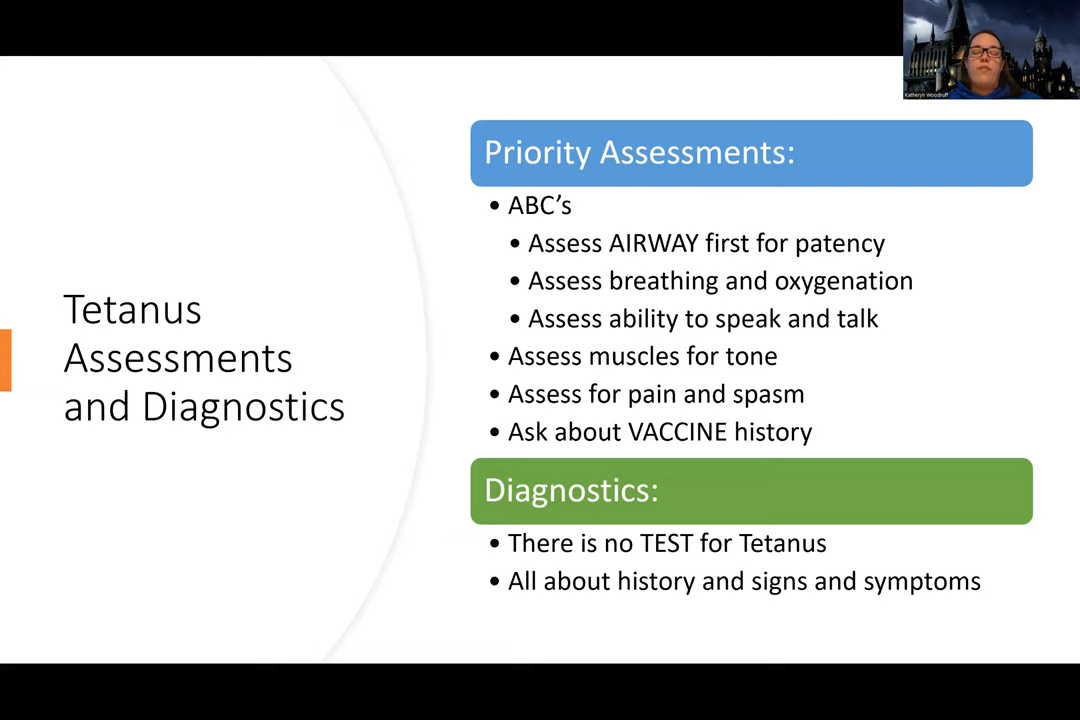 Katheryn Woodruff
Tetanus
Assessments
and Diagnostics
Priority Assessments:
• ABC’s
• Assess AIRWAY first for patency
• Assess breathing and oxygenation
• Assess ability to speak and talk
• Assess muscles for tone
• Assess for pain and spasm
• Ask about VACCINE history
Diagnostics:
• There is no TEST for Tetanus
• All about history and signs and symptoms